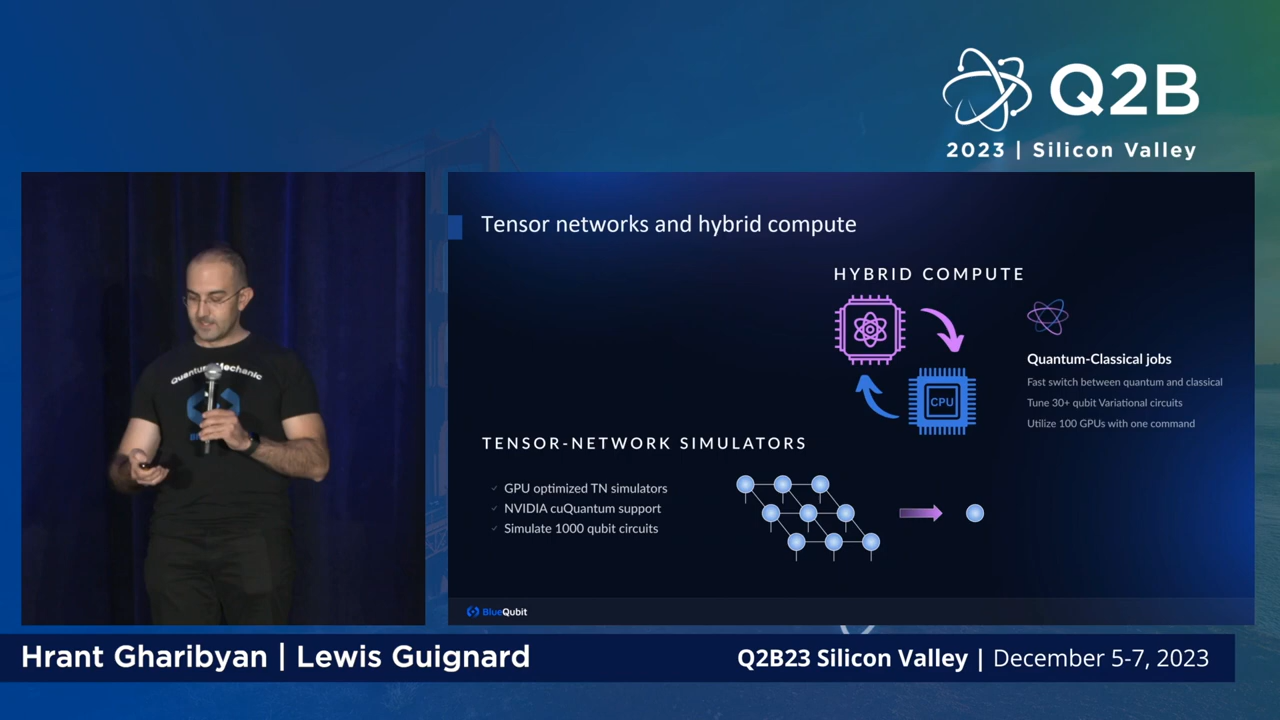 Q2B
2023 | Silicon Valley
Tensor networks and hybrid compute
HYBRID COMPUTE
CPU
Quantum-Classical jobs
Fast switch between quantum and classical
Tune 30+ qubit Variational circuits
Utilize 100 GPUs with one command
TENSOR-NETWORK SIMULATORS
GPU optimized TN simulators
NVIDIA cuQuantum support
Simulate 1000 qubit circuits
BlueQubit
Quantum Mechanic
Hrant Gharibyan | Lewis Guignard
Q2B23 Silicon Valley | December 5-7, 2023